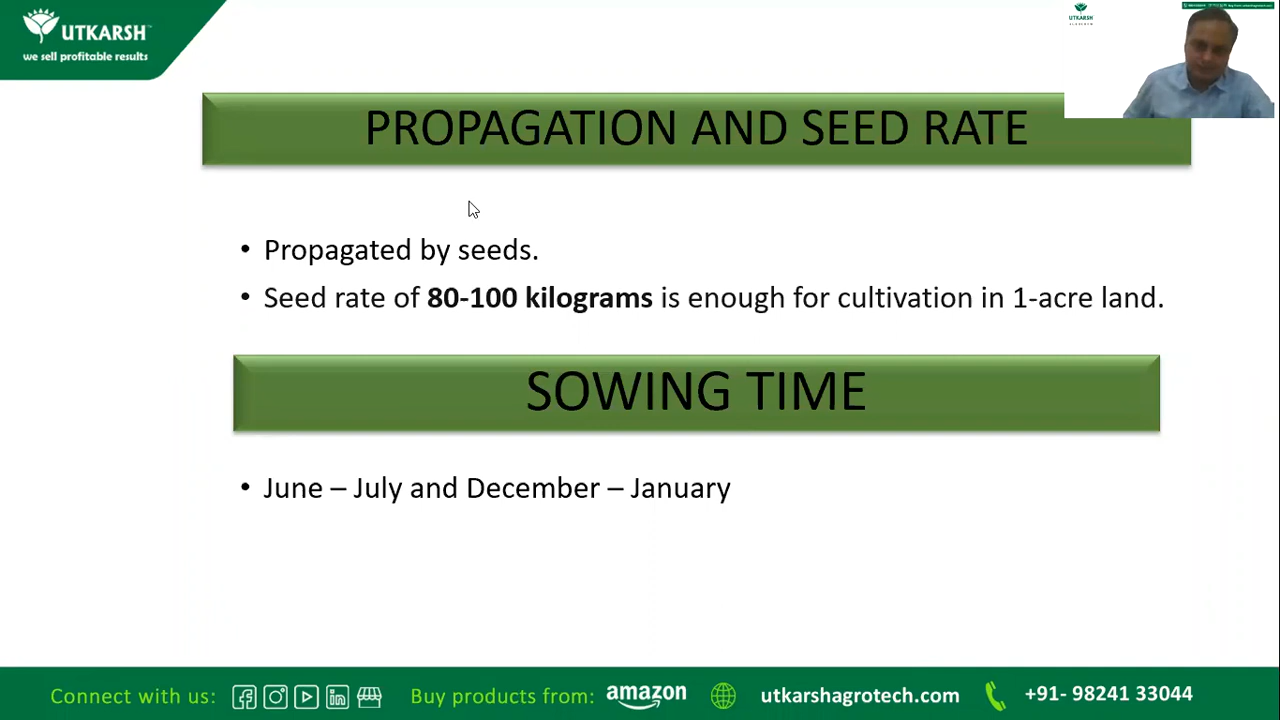 UTKARSH
we sell profitable results
UTKARSH
PROPAGATION AND SEED RATE
• Propagated by seeds.
• Seed rate of 80-100 kilograms is enough for cultivation in 1-acre land.
SOWING TIME
• June – July and December – January
Connect with us: Buy products from: amazon utkarshagrotech.com +91- 98241 33044